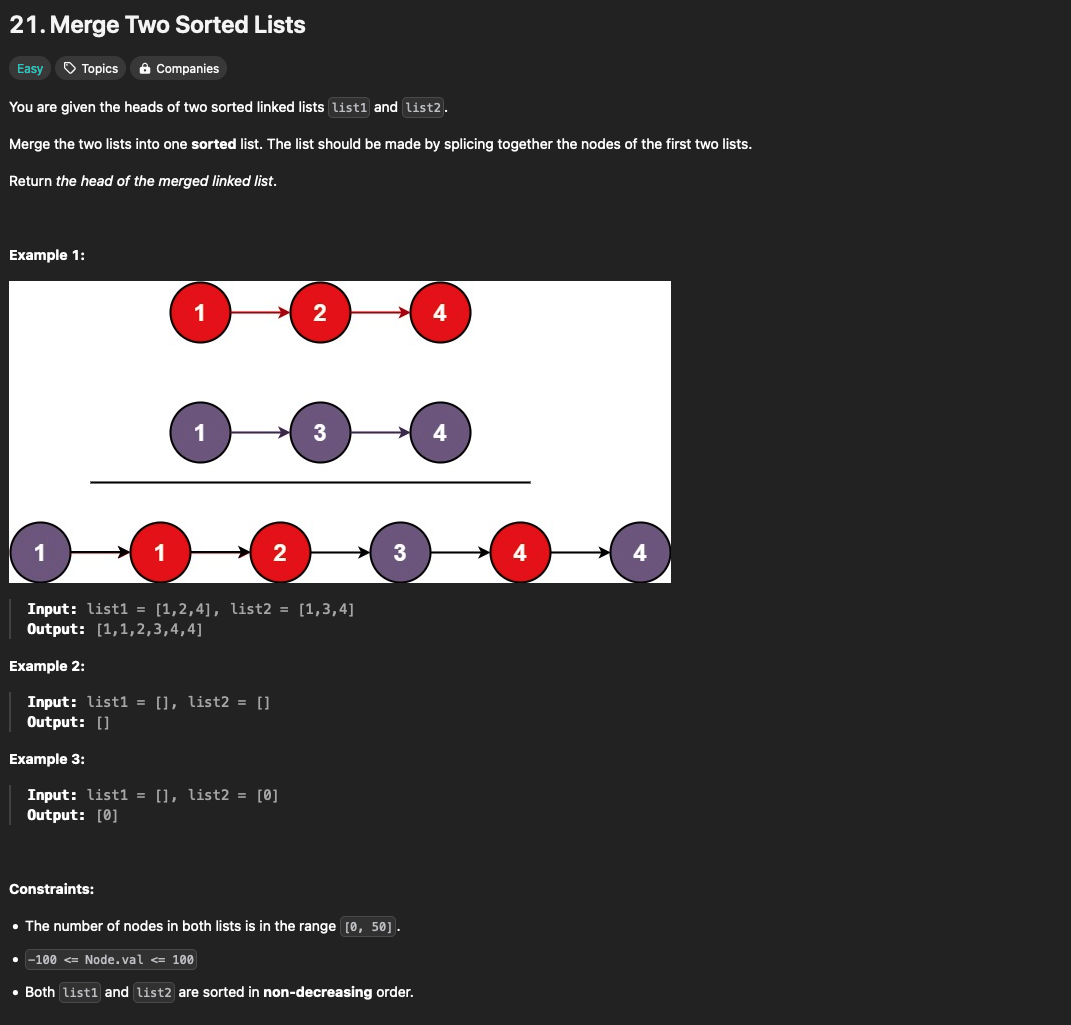 21. Merge Two Sorted Lists
Easy Topics Companies
You are given the heads of two sorted linked lists list1 and list2.
Merge the two lists into one sorted list. The list should be made by splicing together the nodes of the first two lists.
Return the head of the merged linked list.
Example 1:
1 2 4
1 3 4
1 1 2 3 4 4
Input: list1 = [1,2,4], list2 = [1,3,4]
Output: [1,1,2,3,4,4]
Example 2:
Input: list1 = [], list2 = []
Output: []
Example 3:
Input: list1 = [], list2 = [0]
Output: [0]
Constraints:
• The number of nodes in both lists is in the range [0, 50].
• -100 <= Node.val <= 100
• Both list1 and list2 are sorted in non-decreasing order.